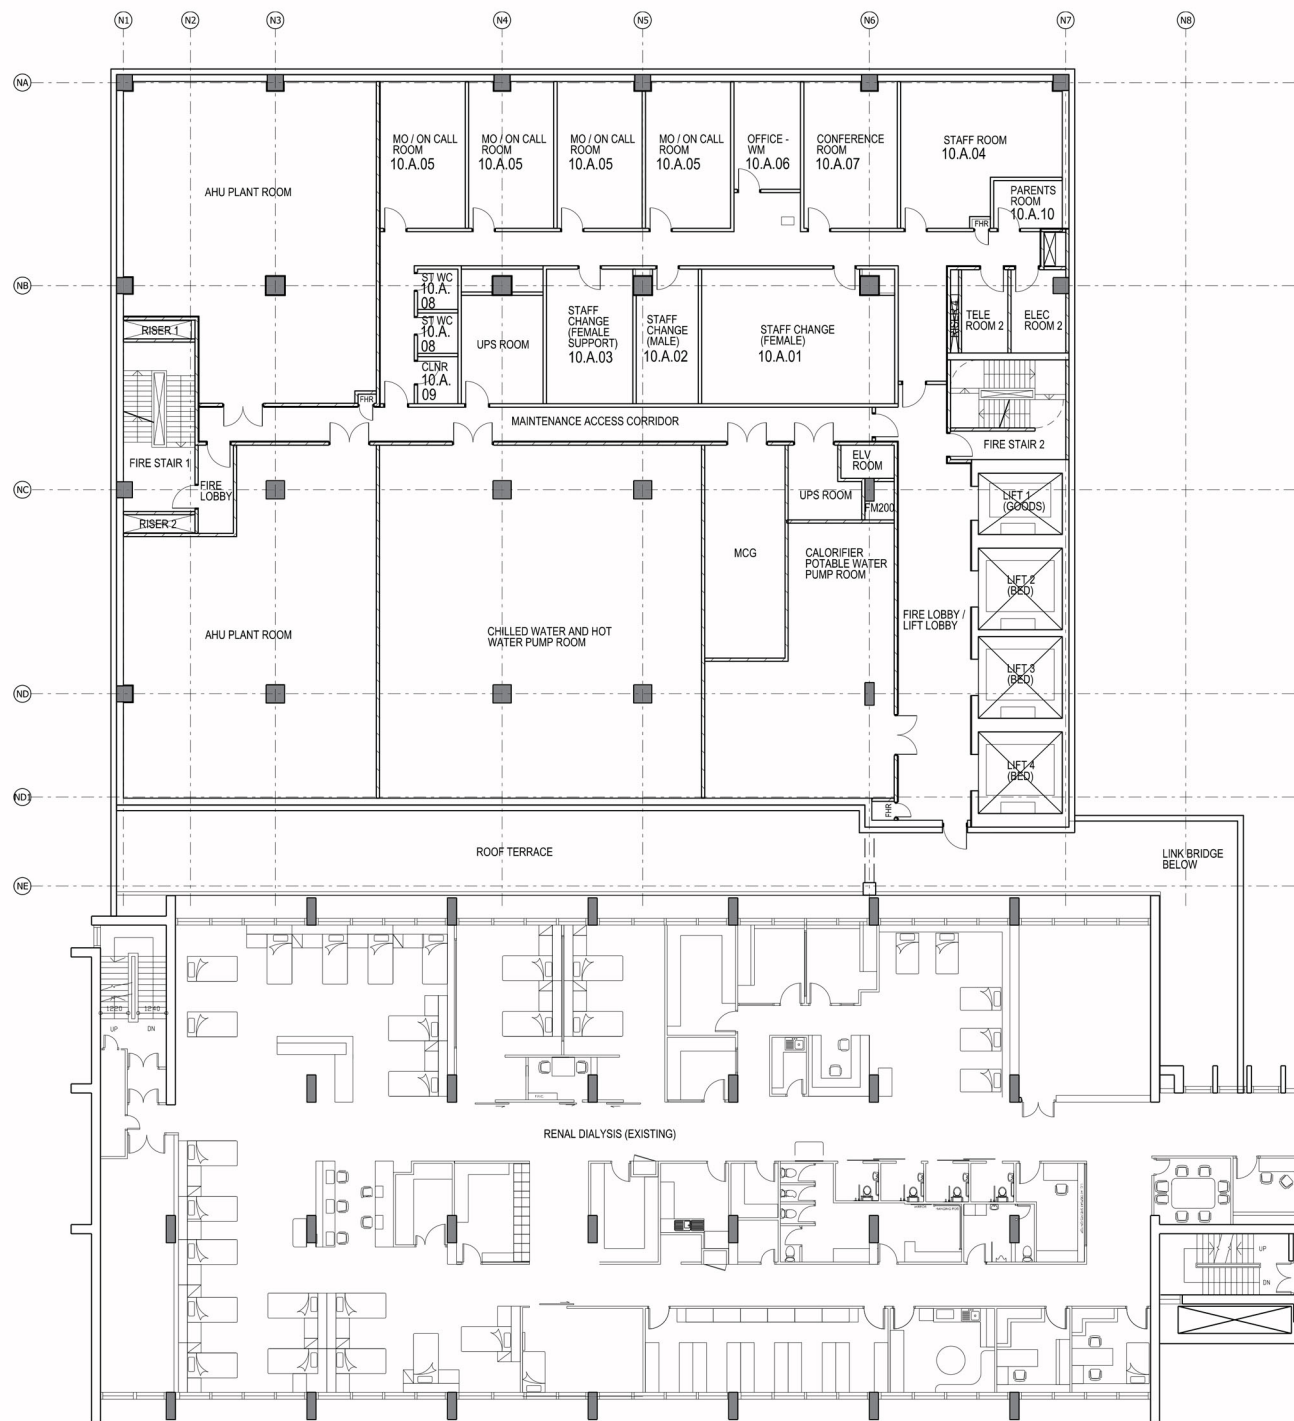 N1
N2
N3
N4
N5
N6
N7
N8
NA
MO / ON CALL
ROOM
10.A.05
MO / ON CALL
ROOM
10.A.05
MO / ON CALL
ROOM
10.A.05
MO / ON CALL
ROOM
10.A.05
OFFICE -
WM
10.A.06
CONFERENCE
ROOM
10.A.07
STAFF ROOM
10.A.04
AHU PLANT ROOM
PARENTS
ROOM
10.A.10
FHR
NB
ST WC
10.A.
08
ST WC
10.A.
08
CLNR
10.A.
09
UPS ROOM
STAFF
CHANGE
(FEMALE
SUPPORT)
10.A.03
STAFF
CHANGE
(MALE)
10.A.02
STAFF CHANGE
(FEMALE)
10.A.01
RISER 4
TELE
ROOM 2
ELEC
ROOM 2
RISER 1
FHR
MAINTENANCE ACCESS CORRIDOR
FIRE STAIR 2
FIRE STAIR 1
FIRE
LOBBY
ELV
ROOM
NC
UPS ROOM
FM200
LIFT 1
(GOODS)
RISER 2
MCG
CALORIFIER
POTABLE WATER
PUMP ROOM
LIFT 2
(BED)
FIRE LOBBY /
LIFT LOBBY
AHU PLANT ROOM
CHILLED WATER AND HOT
WATER PUMP ROOM
LIFT 3
(BED)
ND
LIFT 4
(BED)
ND1
FHR
ROOF TERRACE
LINK BRIDGE
BELOW
NE
1220
1240
UP
DN
RENAL DIALYSIS (EXISTING)
UP
DN